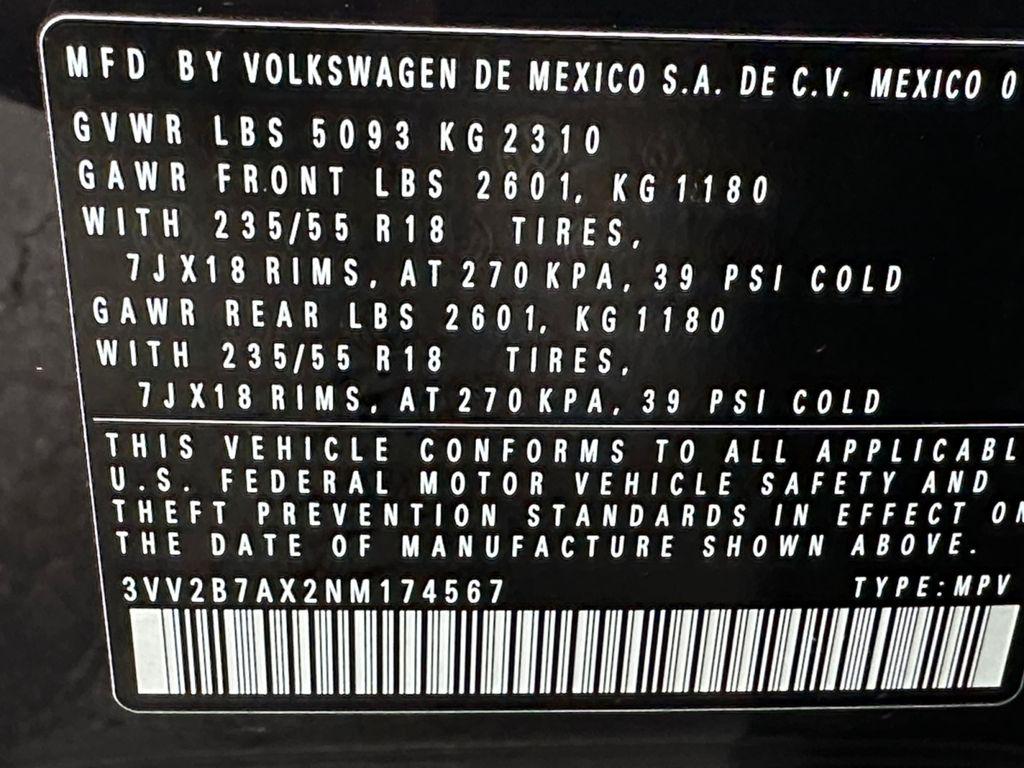 MFD BY VOLKSWAGEN DE MEXICO S.A. DE C.V. MEXICO 0
GVWR LBS 5093 KG 2310
GAWR FRONT LBS 2601, KG 1180
WITH 235/55 R18 TIRES,
7JX18 RIMS, AT 270 KPA, 39 PSI COLD
GAWR REAR LBS 2601, KG 1180
WITH 235/55 R18 TIRES,
7JX18 RIMS, AT 270 KPA, 39 PSI COLD
THIS VEHICLE CONFORMS TO ALL APPLICABL
U.S. FEDERAL MOTOR VEHICLE SAFETY AND
THEFT PREVENTION STANDARDS IN EFFECT ON
THE DATE OF MANUFACTURE SHOWN ABOVE.
3VV2B7AX2NM174567 TYPE:MPV